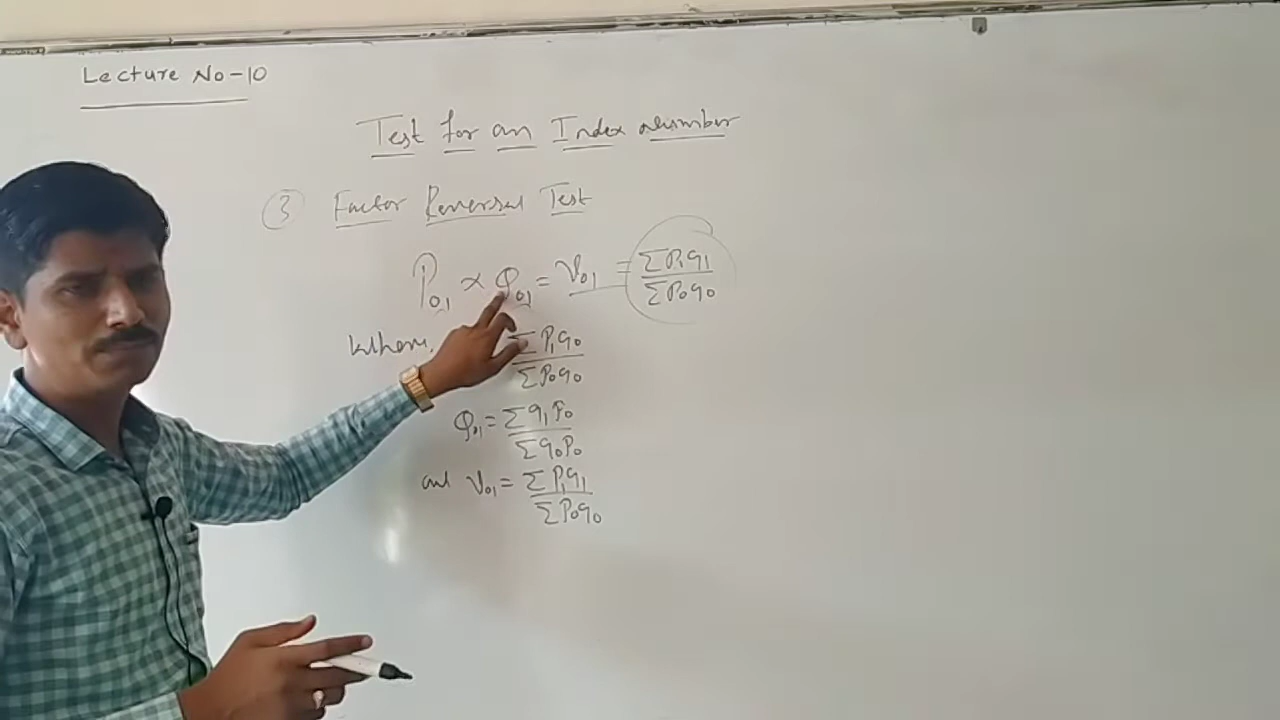 Lecture No-10
Test for an Index Number
③ Factor Reversal Test
P₀₁ × Q₀₁ = V₀₁ = ΣP₁q₁ / ΣP₀q₀
Where, ΣP₁q₀ / ΣP₀q₀
Q₀₁ = Σq₁P₀ / Σq₀P₀
and V₀₁ = ΣP₁q₁ / ΣP₀q₀